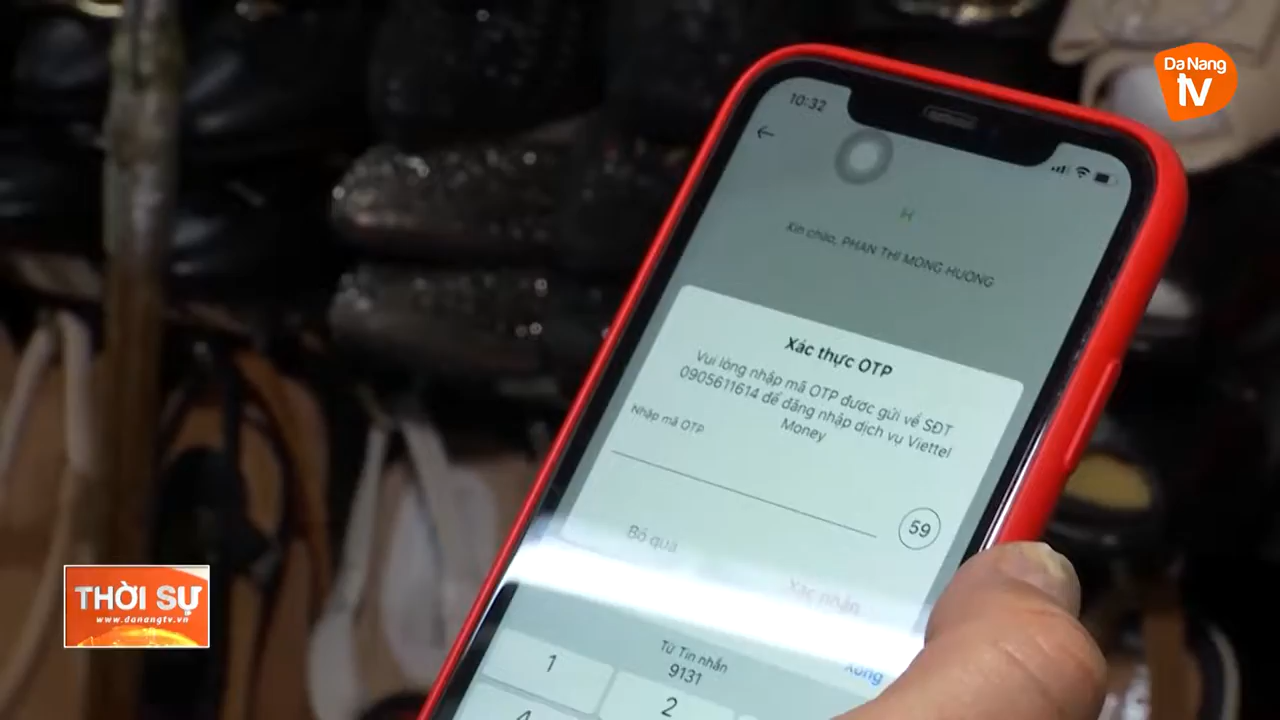 Da Nang
tv
10:32
H
Xin chào, PHAN THI MONG HUONG
Xác thực OTP
Vui lòng nhập mã OTP được gửi về SĐT
0905611614 để đăng nhập dịch vụ Viettel
Money
Nhập mã OTP
59
Bỏ qua
Xác nhận
Từ Tin nhắn
9131
Xong
1
2
4
THỜI SỰ
www.danangtv.vn